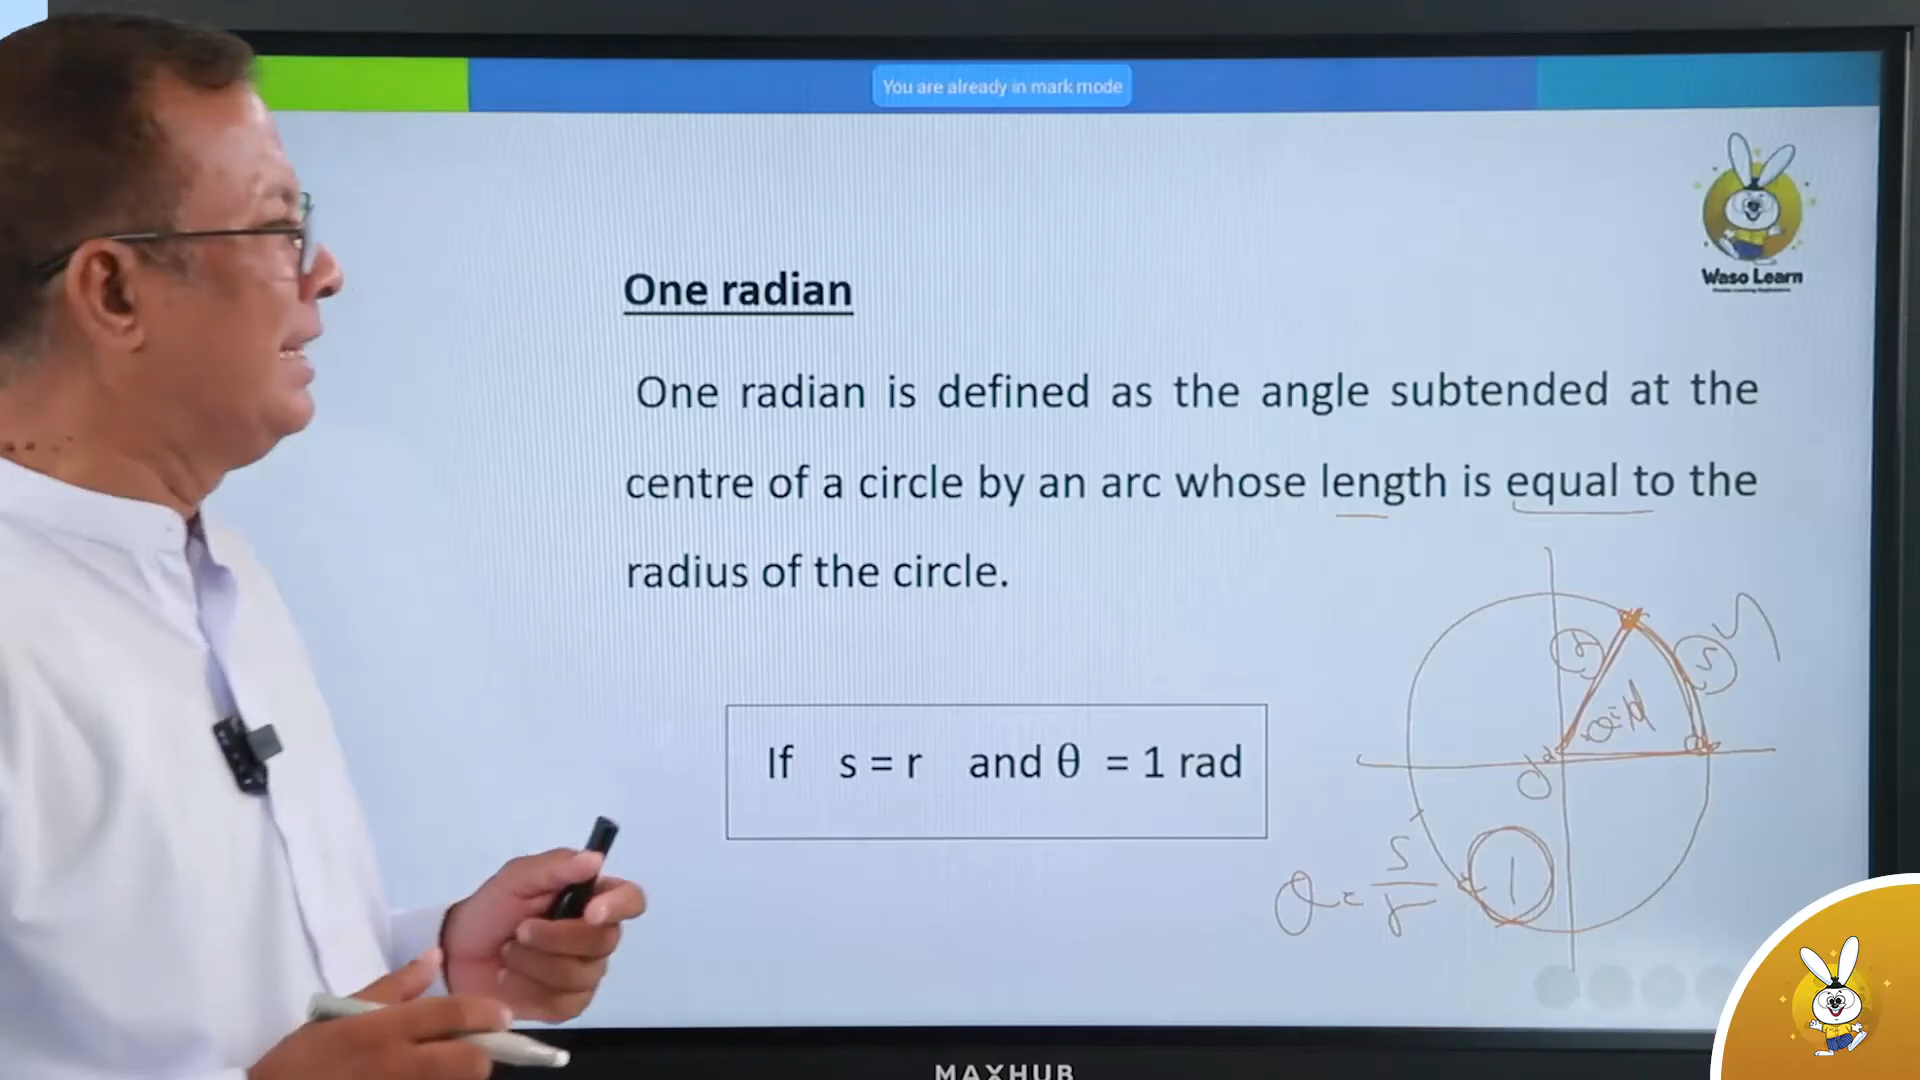 You are already in mark mode
Waso Learn
One radian
One radian is defined as the angle subtended at the
centre of a circle by an arc whose length is equal to the
radius of the circle.
If s = r and θ = 1 rad
θ = s/r
1
MAXHUB